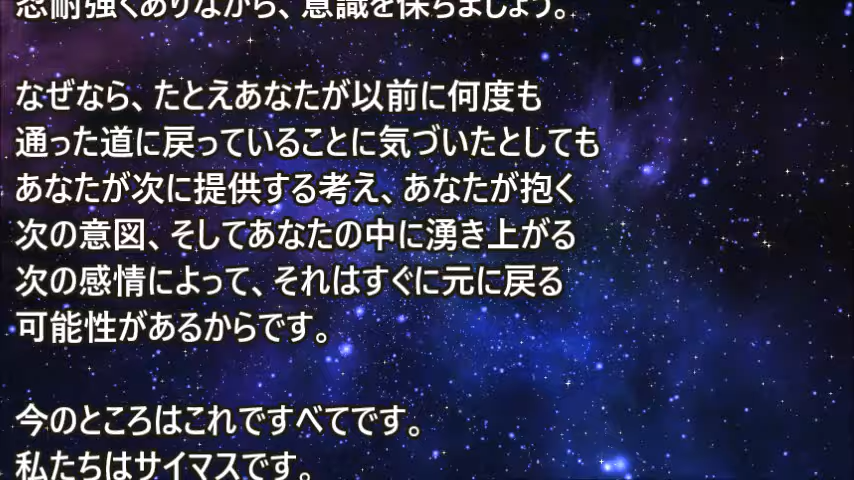 忍耐強くありながら、意識を保ちましょう。
なぜなら、たとえあなたが以前に何度も
通った道に戻っていることに気づいたとしても
あなたが次に提供する考え、あなたが抱く
次の意図、そしてあなたの中に湧き上がる
次の感情によって、それはすぐに元に戻る
可能性があるからです。
今のところはこれですべてです。
私たちはサイマスです。